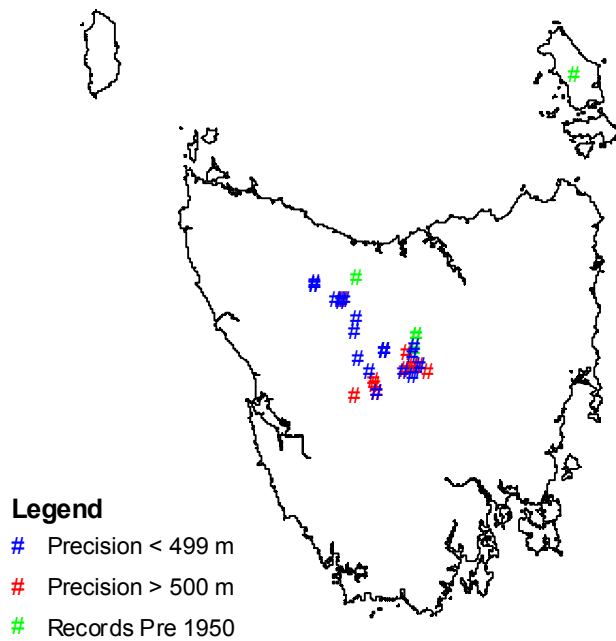 Legend
# Precision < 499 m
# Precision > 500 m
# Records Pre 1950